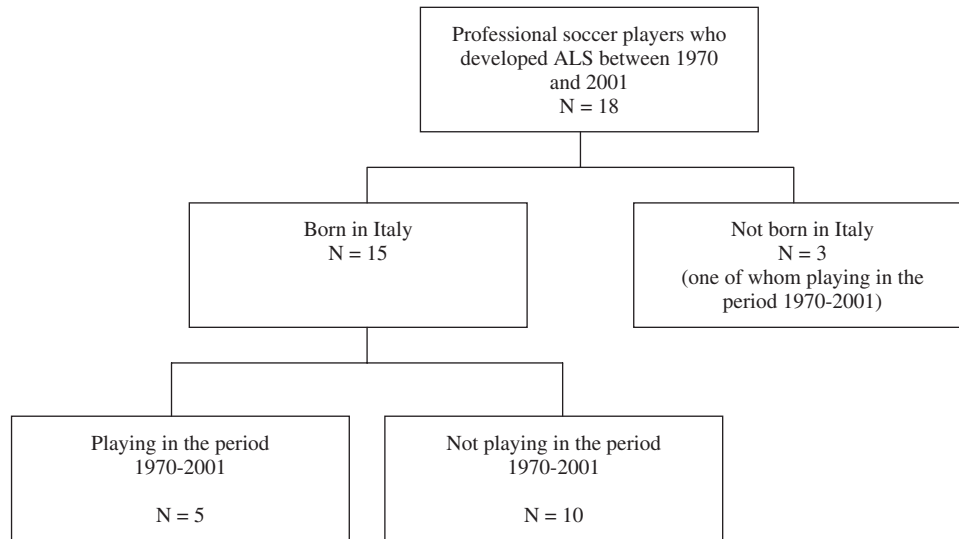 Professional soccer players who
developed ALS between 1970
and 2001
N = 18
Born in Italy
N = 15
Not born in Italy
N = 3
(one of whom playing in the
period 1970-2001)
Playing in the period
1970-2001
N = 5
Not playing in the period
1970-2001
N = 10